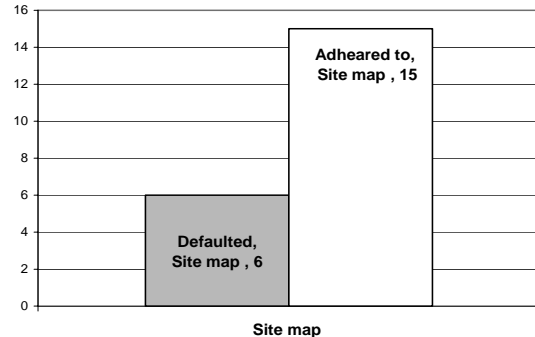 16
14
12
10
8
6
4
2
0
Adheared to,
Site map , 15
Defaulted,
Site map , 6
Site map